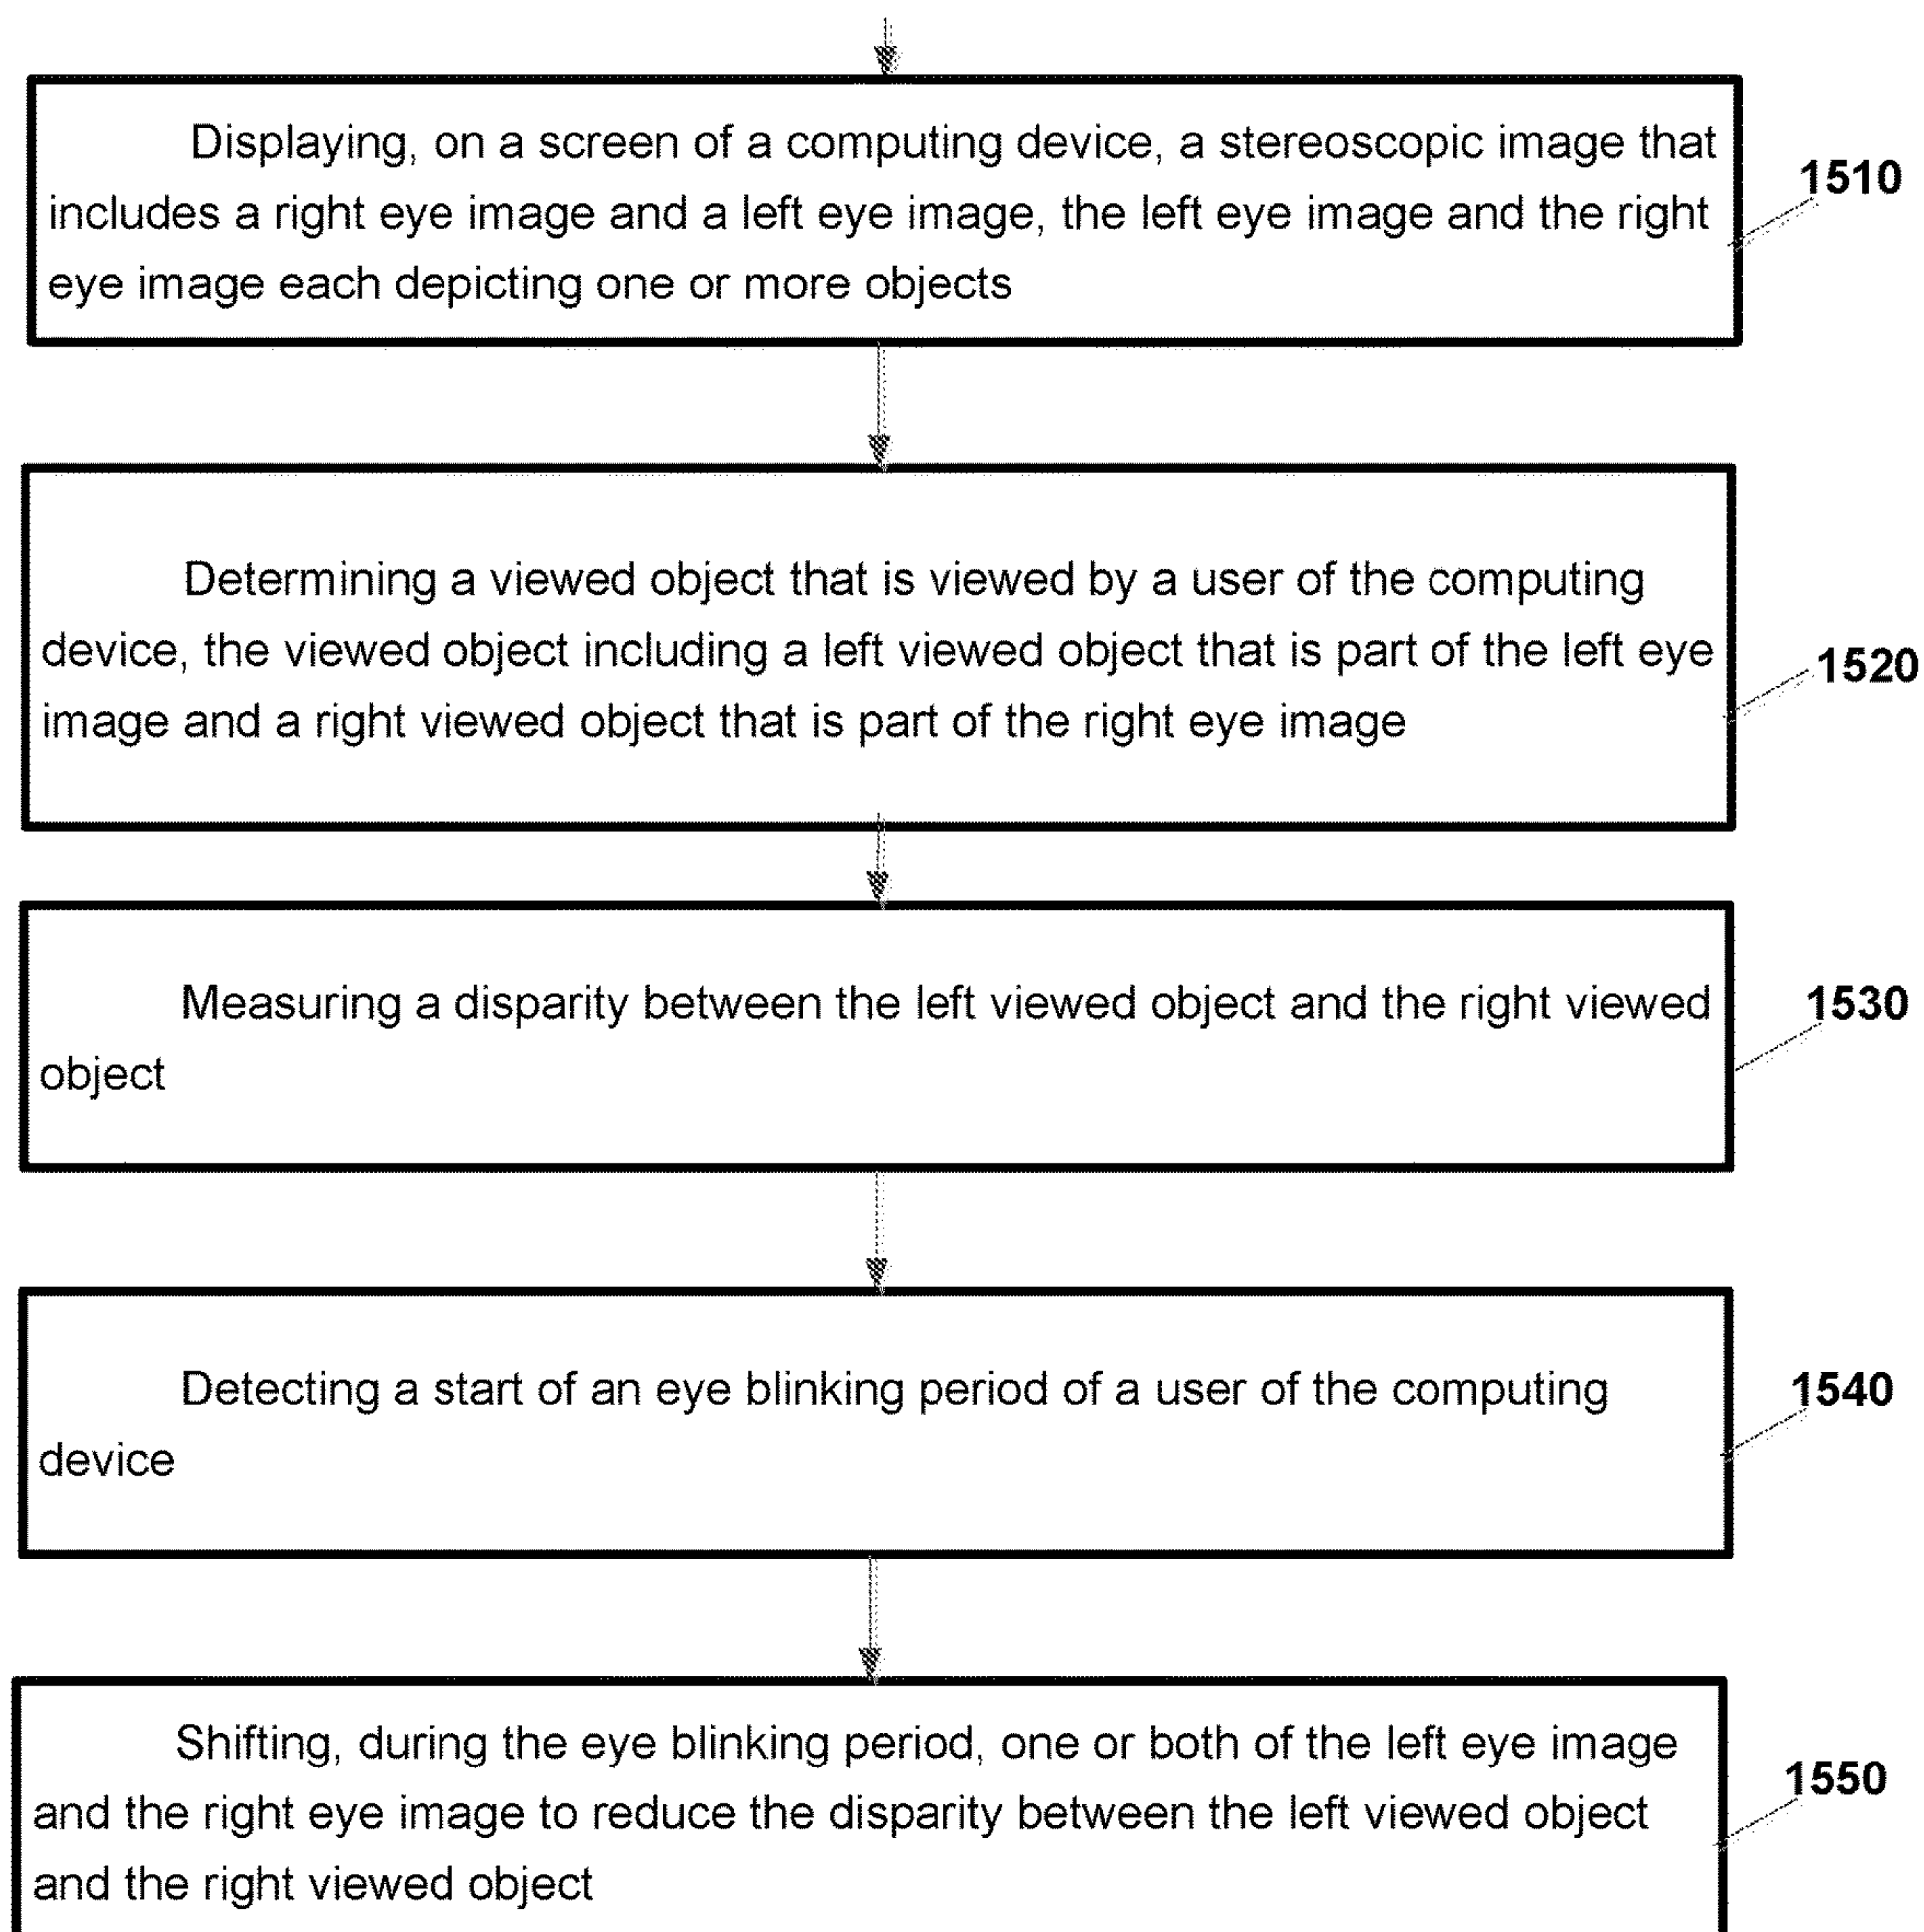 Displaying, on a screen of a computing device, a stereoscopic image that
includes a right eye image and a left eye image, the left eye image and the right
eye image each depicting one or more objects
1510
Determining a viewed object that is viewed by a user of the computing
device, the viewed object including a left viewed object that is part of the left eye
image and a right viewed object that is part of the right eye image
1520
Measuring a disparity between the left viewed object and the right viewed
object
1530
Detecting a start of an eye blinking period of a user of the computing
device
1540
Shifting, during the eye blinking period, one or both of the left eye image
and the right eye image to reduce the disparity between the left viewed object
and the right viewed object
1550